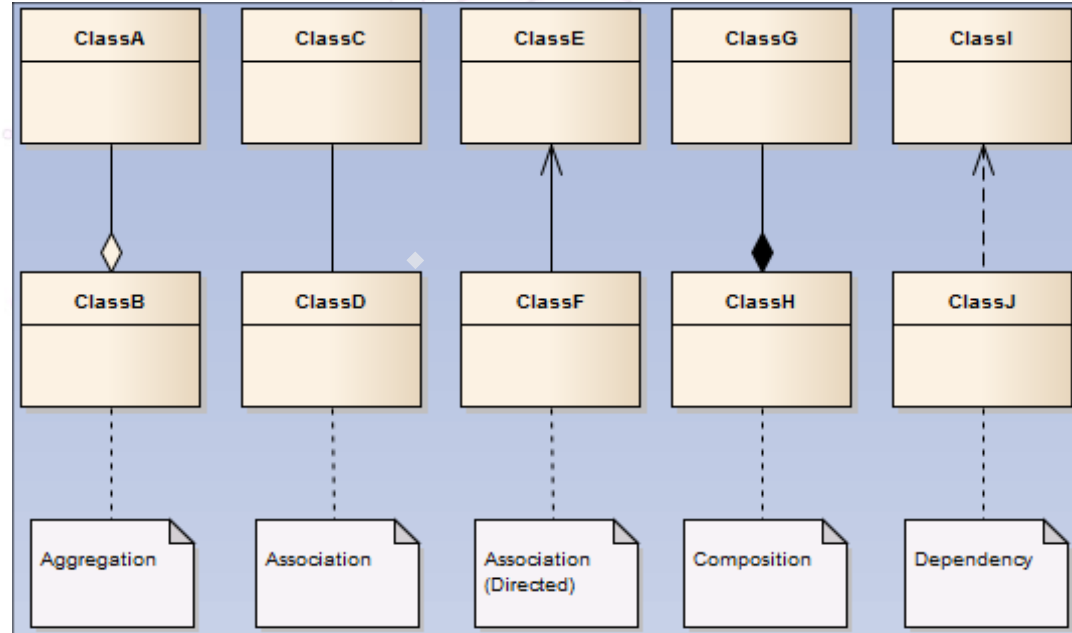 ClassA
ClassC
ClassE
ClassG
ClassI
ClassB
ClassD
ClassF
ClassH
ClassJ
Aggregation
Association
Association
(Directed)
Composition
Dependency